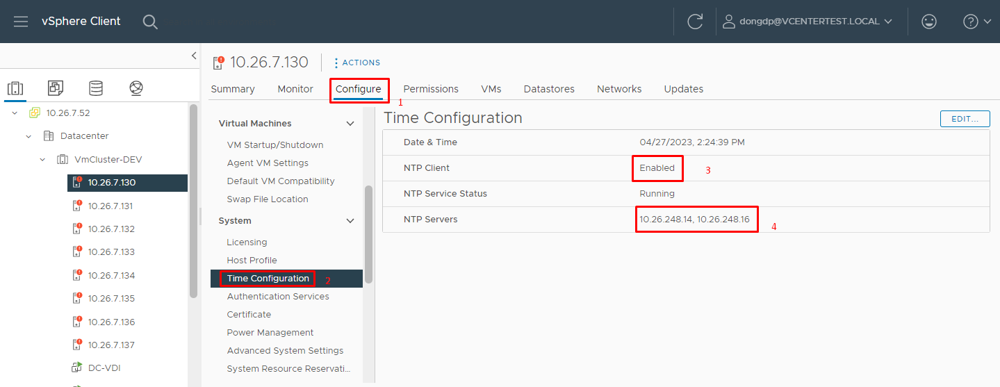 vSphere Client
dongdp@VCENTERTEST.LOCAL
10.26.7.130
ACTIONS
Summary
Monitor
Configure
Permissions
VMs
Datastores
Networks
Updates
1
10.26.7.52
Datacenter
VmCluster-DEV
10.26.7.130
10.26.7.131
10.26.7.132
10.26.7.133
10.26.7.134
10.26.7.135
10.26.7.136
10.26.7.137
DC-VDI
Virtual Machines
VM Startup/Shutdown
Agent VM Settings
Default VM Compatibility
Swap File Location
System
Licensing
Host Profile
Time Configuration
2
Authentication Services
Certificate
Power Management
Advanced System Settings
System Resource Reservati...
Time Configuration
EDIT...
Date & Time 04/27/2023, 2:24:39 PM
NTP Client Enabled
3
NTP Service Status Running
NTP Servers 10.26.248.14, 10.26.248.16
4